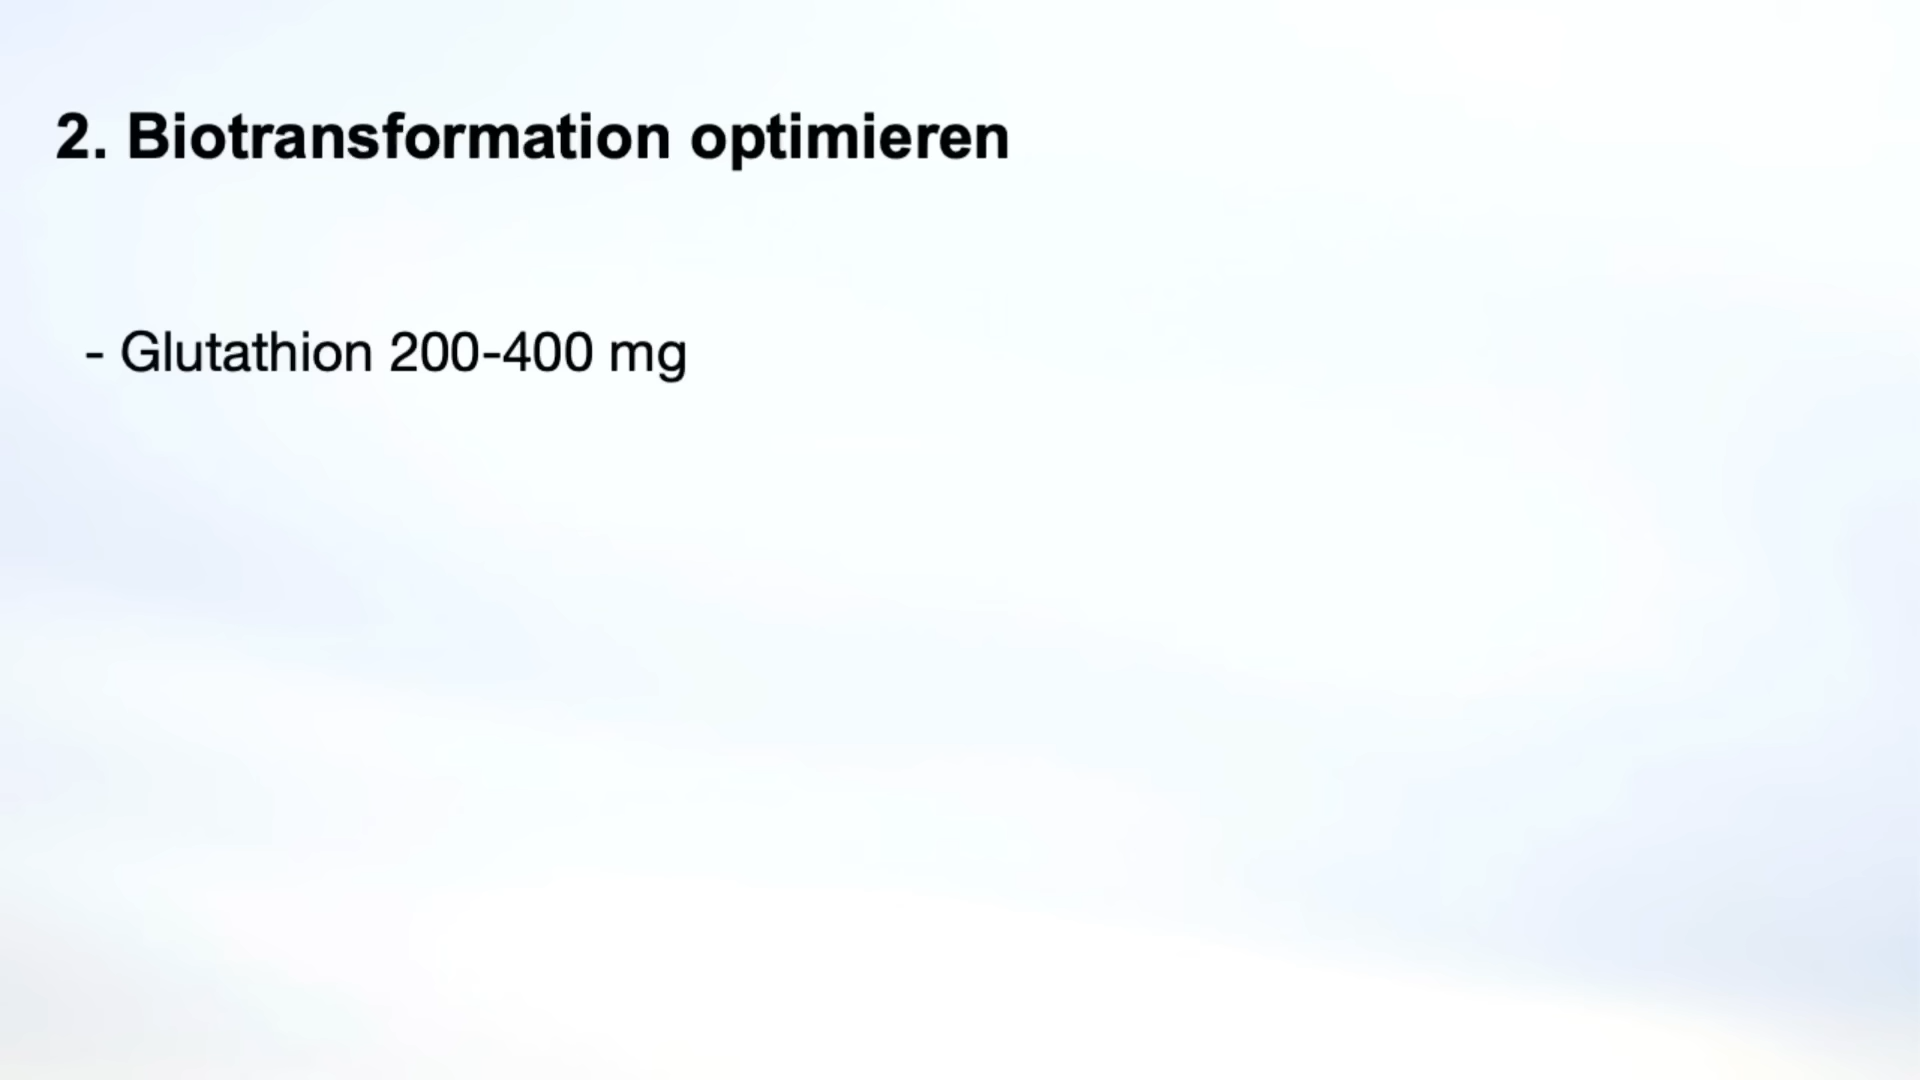 2. Biotransformation optimieren
- Glutathion 200-400 mg